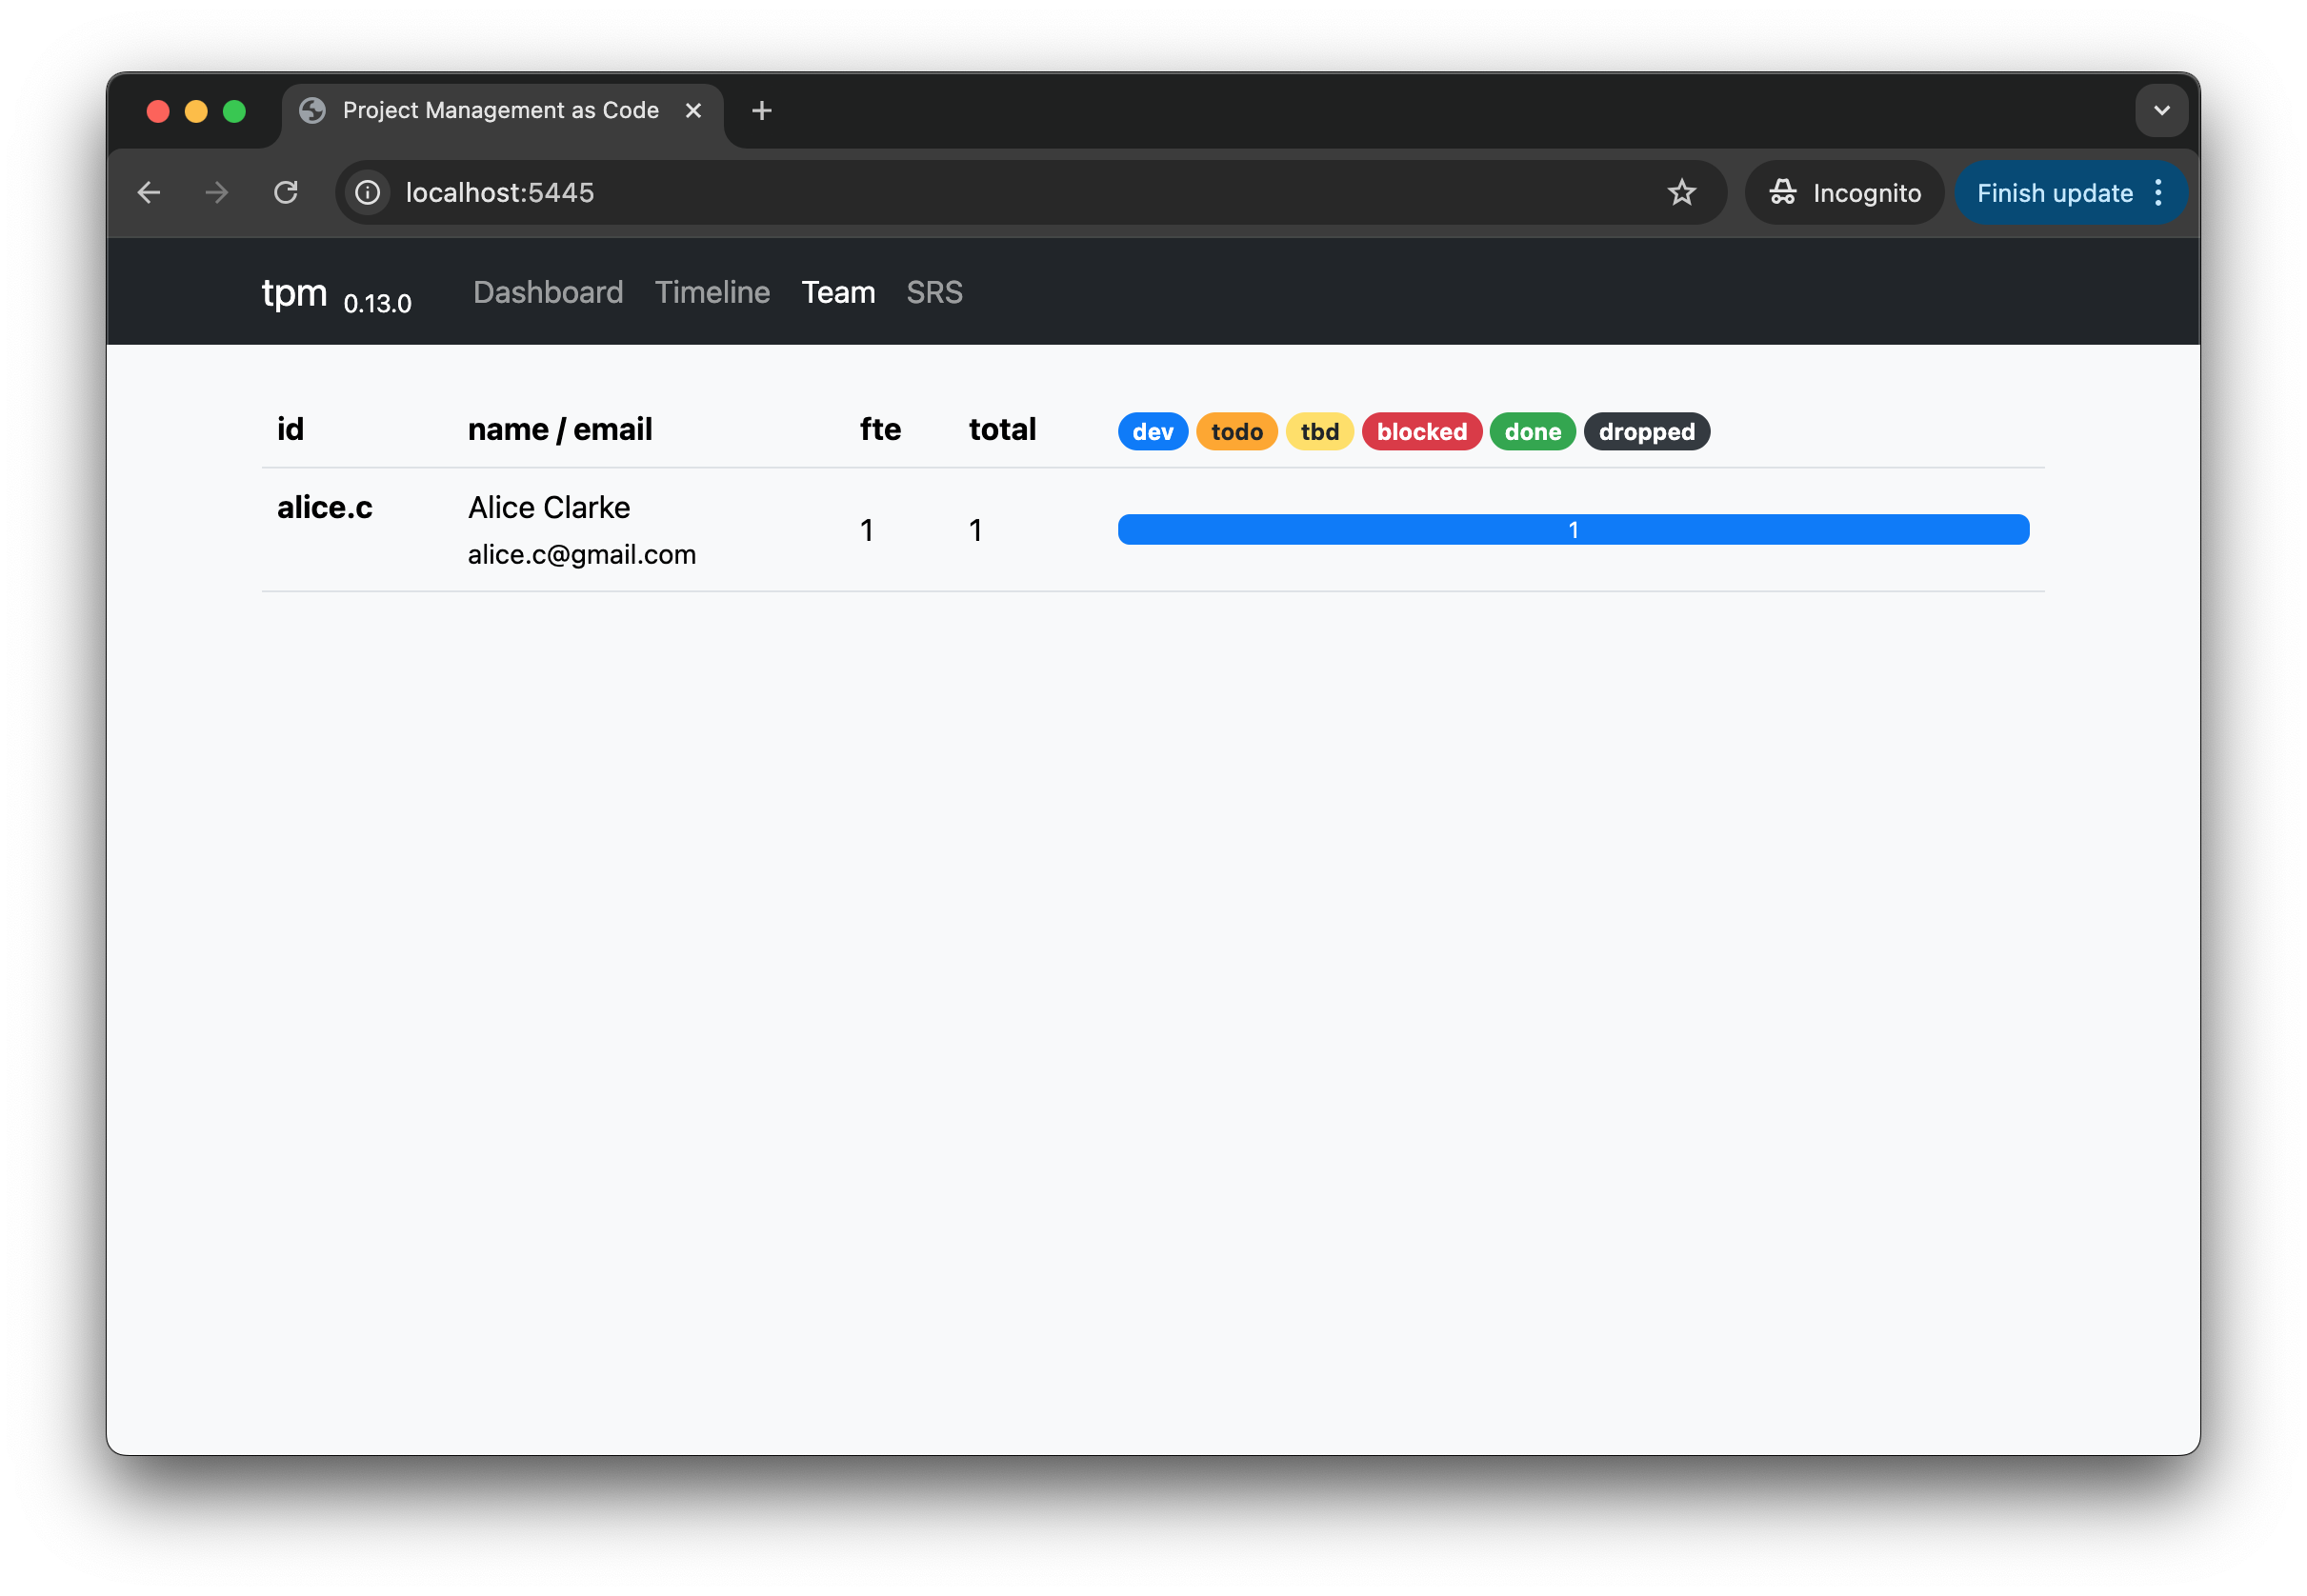 Project Management as Code
localhost:5445
Incognito
Finish update
tpm 0.13.0 Dashboard Timeline Team SRS
id name / email fte total dev todo tbd blocked done dropped
alice.c Alice Clarke 1 1 1
alice.c@gmail.com